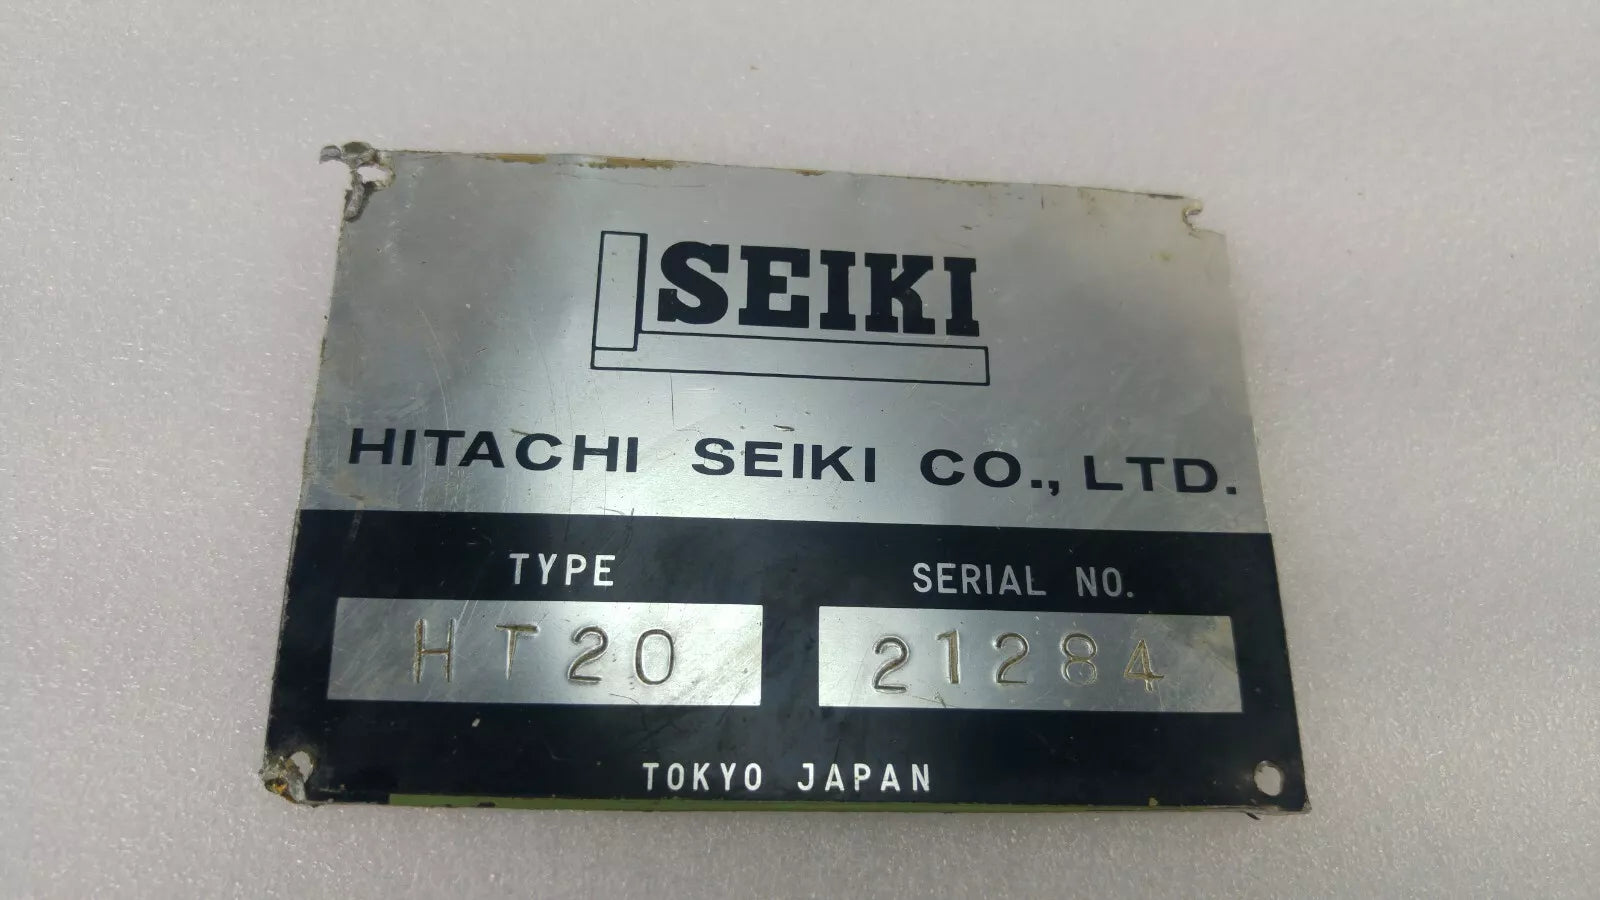 SEIKI
HITACHI SEIKI CO., LTD.
TYPE
HT20
SERIAL NO.
21284
TOKYO JAPAN